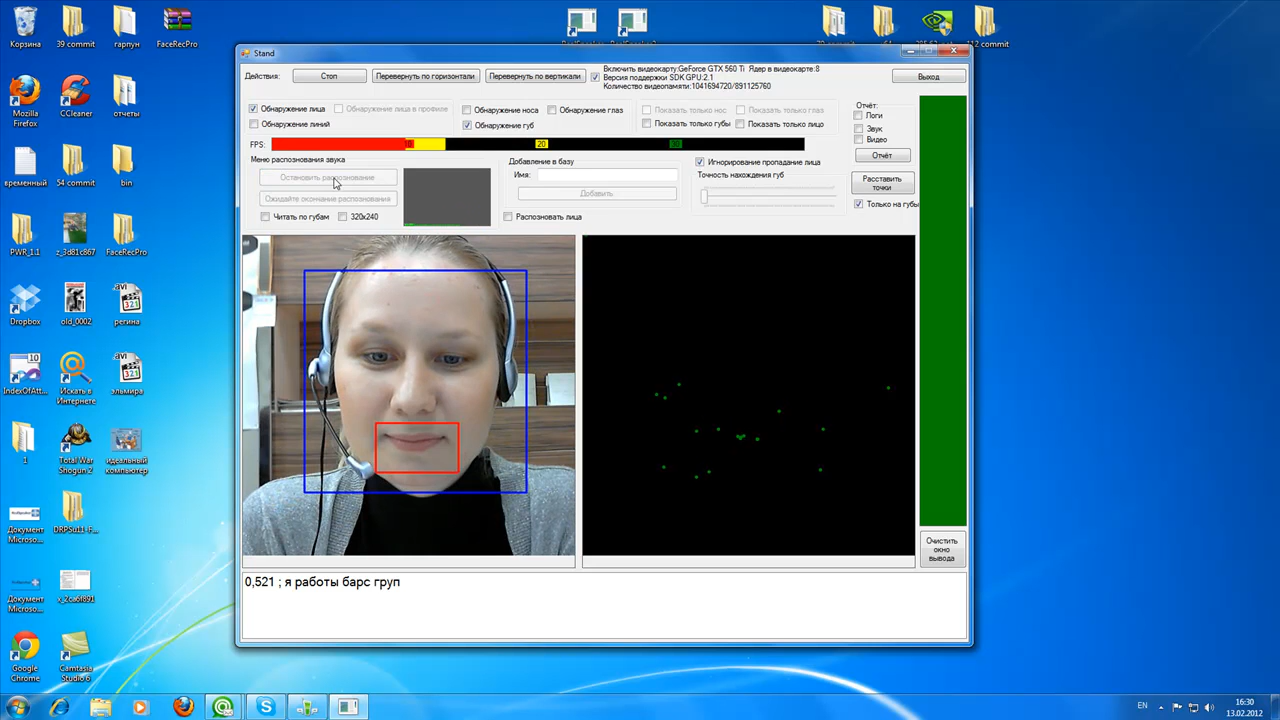 Корзина
39 commit
гарпун
FaceRecPro
112 commit
Mozilla Firefox
CCleaner
отчеты
временный
54 commit
bin
PWR_1.1
z_3d81c867
FaceRecPro
Dropbox
old_0002
регина
IndexOfAtt...
Искать в Интернете
эльмира
1
Total War Shogun 2
идеальный компьютер
Документ Microso...
DRPSu11-F...
Документ Microso...
x_2ca6f891
Google Chrome
Camtasia Studio 6
Stand
Действия:
Стоп
Перевернуть по горизонтали
Перевернуть по вертикали
Включить видеокарту:GeForce GTX 560 Ti Ядер в видеокарте:8
Версия поддержки SDK GPU:2.1
Количество видеопамяти:1041694720/891125760
Выход
Обнаружение лица
Обнаружение лица в профиле
Обнаружение линий
Обнаружение носа
Обнаружение глаз
Обнаружение губ
Показать только нос
Показать только глаз
Показать только губы
Показать только лицо
Отчёт:
Логи
Звук
Видео
Отчёт
FPS:
10
20
30
Меню распознования звука
Остановить распознование
Ожидайте окончание распознования
Читать по губам
320x240
Добавление в базу
Имя:
Добавить
Распозновать лица
Игнорирование пропадание лица
Точность нахождения губ
Расставить точки
Только на губы
Очистить окно вывода
0,521 ; я работы барс груп
EN
16:30
13.02.2012